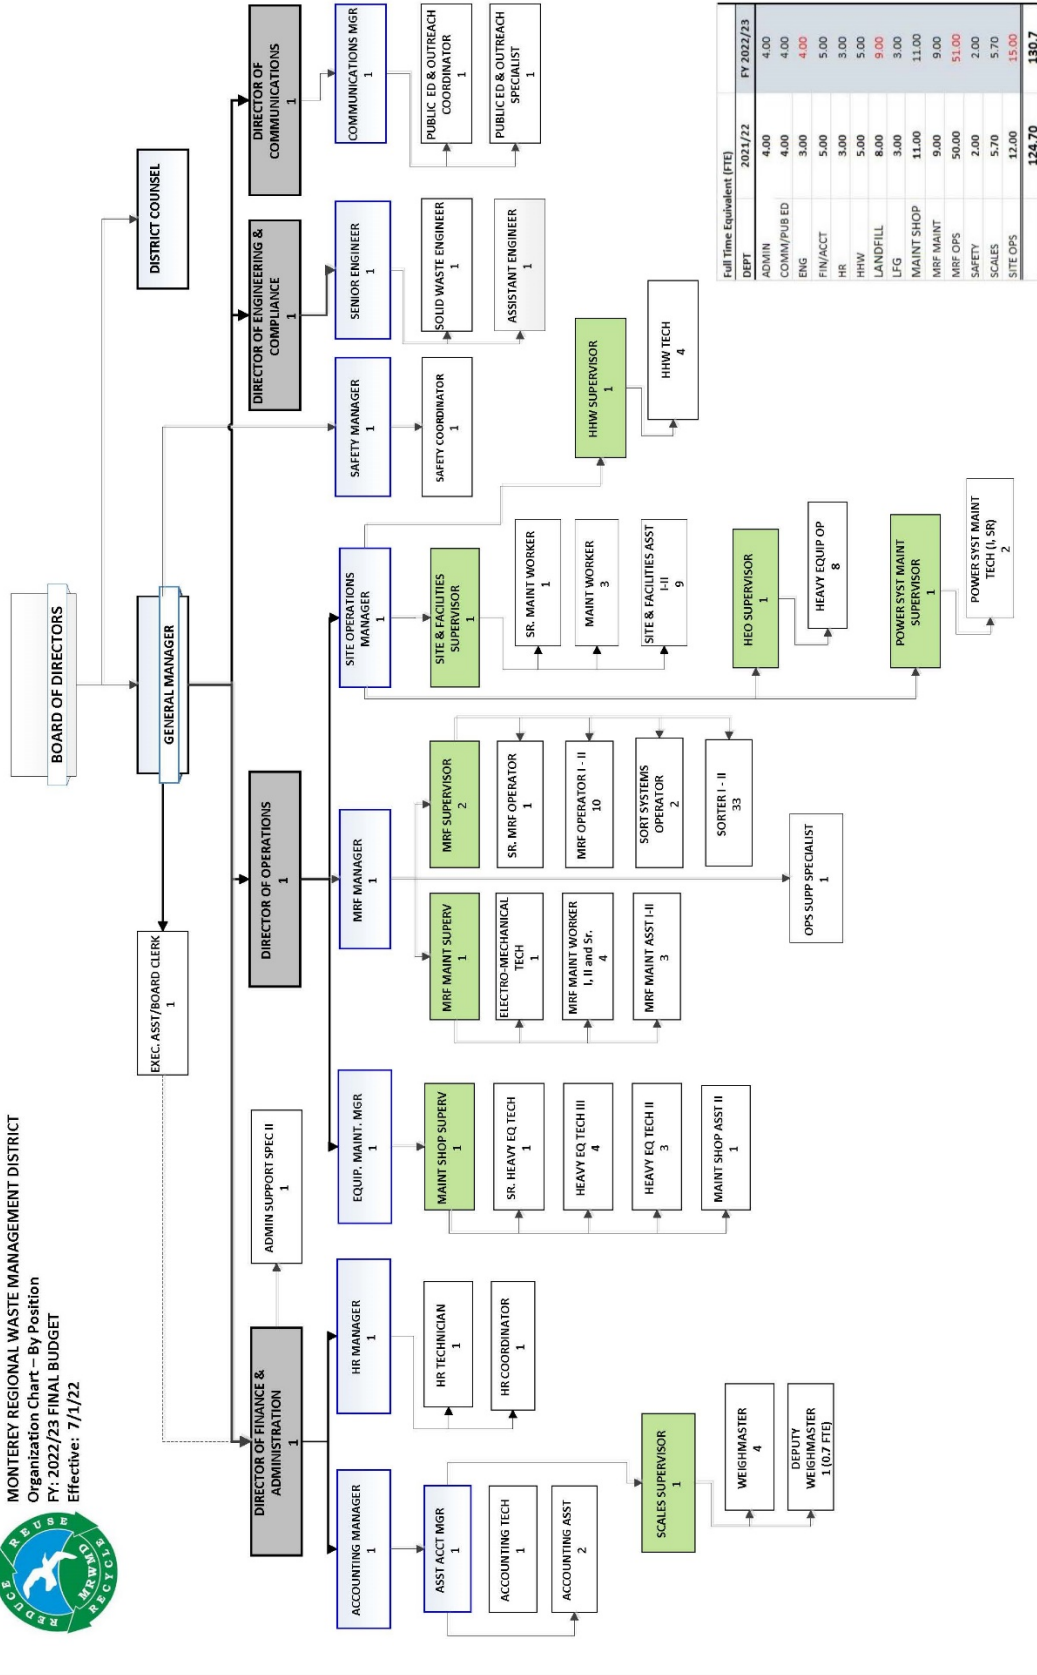 MONTEREY REGIONAL WASTE MANAGEMENT DISTRICT
Organization Chart – By Position
FY: 2022/23 FINAL BUDGET
Effective: 7/1/22
REDUCE REUSE RECYCLE
MRWMD
BOARD OF DIRECTORS
GENERAL MANAGER
DISTRICT COUNSEL
EXEC. ASST/BOARD CLERK
1
DIRECTOR OF FINANCE &
ADMINISTRATION
1
ADMIN SUPPORT SPEC II
1
DIRECTOR OF OPERATIONS
1
DIRECTOR OF ENGINEERING &
COMPLIANCE
1
DIRECTOR OF
COMMUNICATIONS
1
ACCOUNTING MANAGER
1
HR MANAGER
1
EQUIP. MAINT. MGR
1
MRF MANAGER
1
SITE OPERATIONS
MANAGER
1
SAFETY MANAGER
1
SENIOR ENGINEER
1
COMMUNICATIONS MGR
1
ASST ACCT MGR
1
ACCOUNTING TECH
1
ACCOUNTING ASST
2
SCALES SUPERVISOR
1
WEIGHMASTER
4
DEPUTY
WEIGHMASTER
1 (0.7 FTE)
HR TECHNICIAN
1
HR COORDINATOR
1
MAINT SHOP SUPERV
1
SR. HEAVY EQ TECH
1
HEAVY EQ TECH III
4
HEAVY EQ TECH II
3
MAINT SHOP ASST II
1
MRF MAINT SUPERV
1
ELECTRO-MECHANICAL
TECH
1
MRF MAINT WORKER
I, II and Sr.
4
MRF MAINT ASST I-II
3
MRF SUPERVISOR
2
SR. MRF OPERATOR
1
MRF OPERATOR I - II
10
SORT SYSTEMS
OPERATOR
2
SORTER I - II
33
OPS SUPP SPECIALIST
1
SITE & FACILITIES
SUPERVISOR
1
SR. MAINT WORKER
1
MAINT WORKER
3
SITE & FACILITIES ASST
I-II
9
HHW SUPERVISOR
1
HHW TECH
4
HEO SUPERVISOR
1
HEAVY EQUIP OP
8
POWER SYST MAINT
SUPERVISOR
1
POWER SYST MAINT
TECH (I, SR)
2
SAFETY COORDINATOR
1
SOLID WASTE ENGINEER
1
ASSISTANT ENGINEER
1
PUBLIC ED & OUTREACH
COORDINATOR
1
PUBLIC ED & OUTREACH
SPECIALIST
1
Full Time Equivalent (FTE)
DEPT 2021/22 FY 2022/23
ADMIN 4.00 4.00
COMM/PUB ED 4.00 4.00
ENG 3.00 4.00
FIN/ACCT 5.00 5.00
HR 3.00 3.00
HHW 5.00 5.00
LANDFILL 8.00 9.00
LFG 3.00 3.00
MAINT SHOP 11.00 11.00
MRF MAINT 9.00 9.00
MRF OPS 50.00 51.00
SAFETY 2.00 2.00
SCALES 5.70 5.70
SITE OPS 12.00 15.00
124.70 130.7